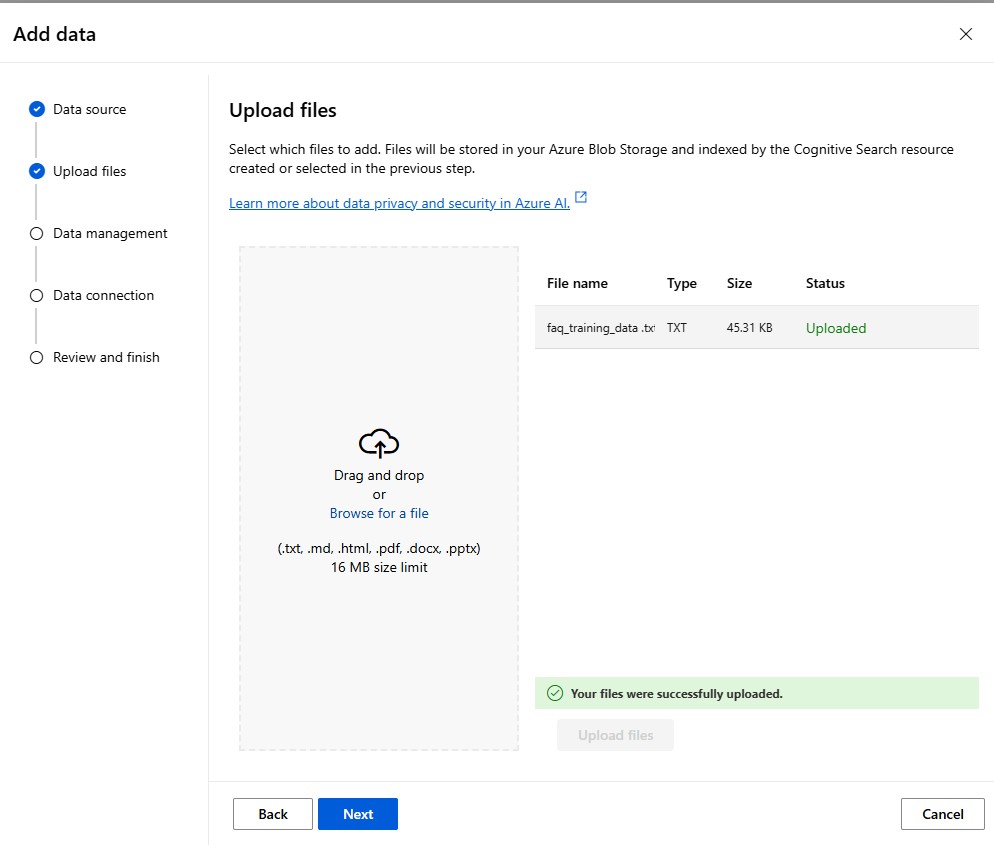 Add data
Data source
Upload files
Data management
Data connection
Review and finish
Upload files
Select which files to add. Files will be stored in your Azure Blob Storage and indexed by the Cognitive Search resource
created or selected in the previous step.
Learn more about data privacy and security in Azure AI.
Drag and drop
or
Browse for a file
(.txt, .md, .html, .pdf, .docx, .pptx)
16 MB size limit
File name Type Size Status
faq_training_data .txt TXT 45.31 KB Uploaded
Your files were successfully uploaded.
Upload files
Back Next Cancel